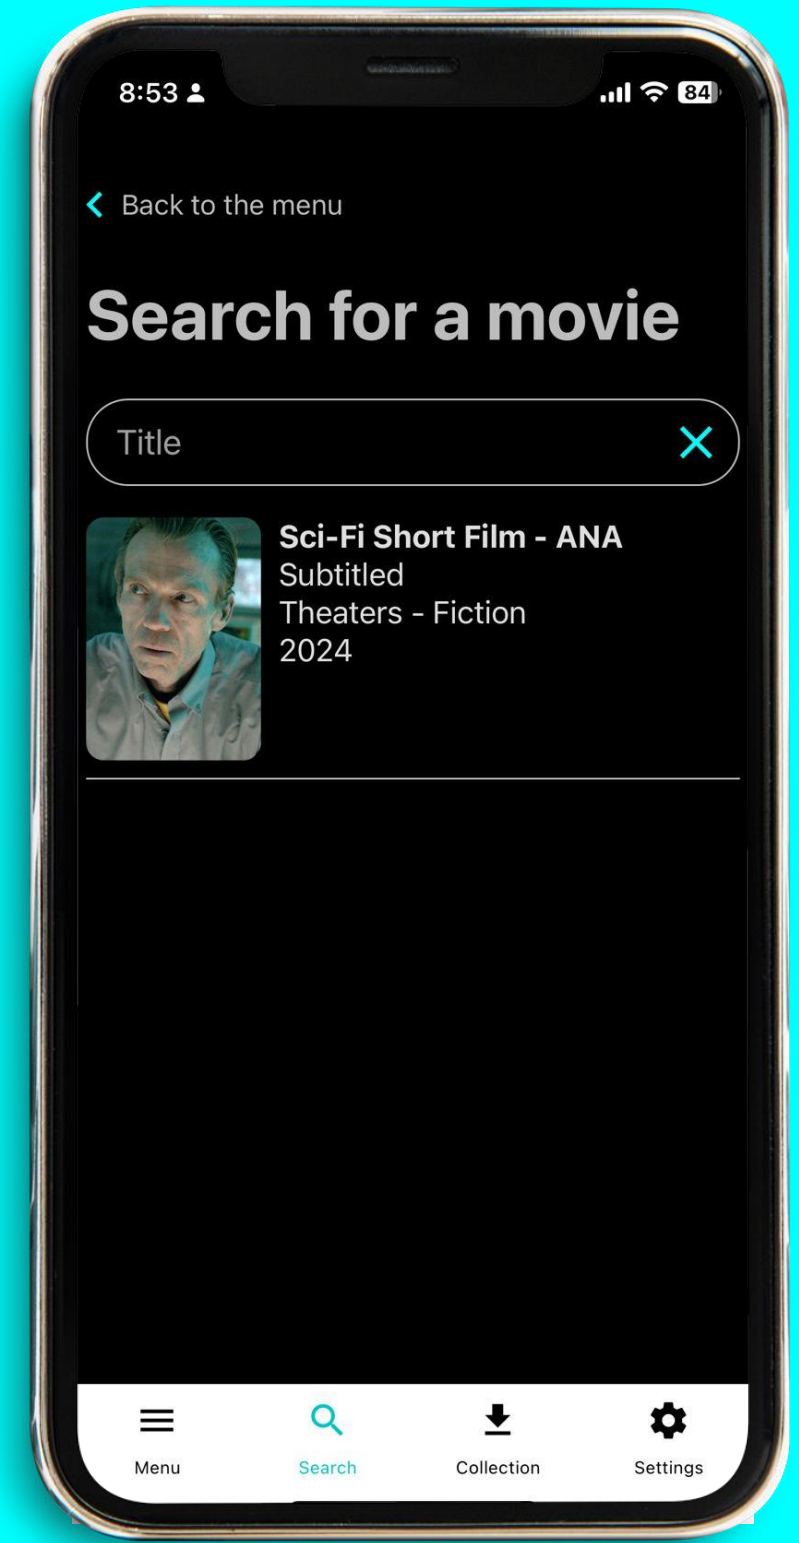 8:53
84
Back to the menu
Search for a movie
Title
Sci-Fi Short Film - ANA
Subtitled
Theaters - Fiction
2024
Menu
Search
Collection
Settings